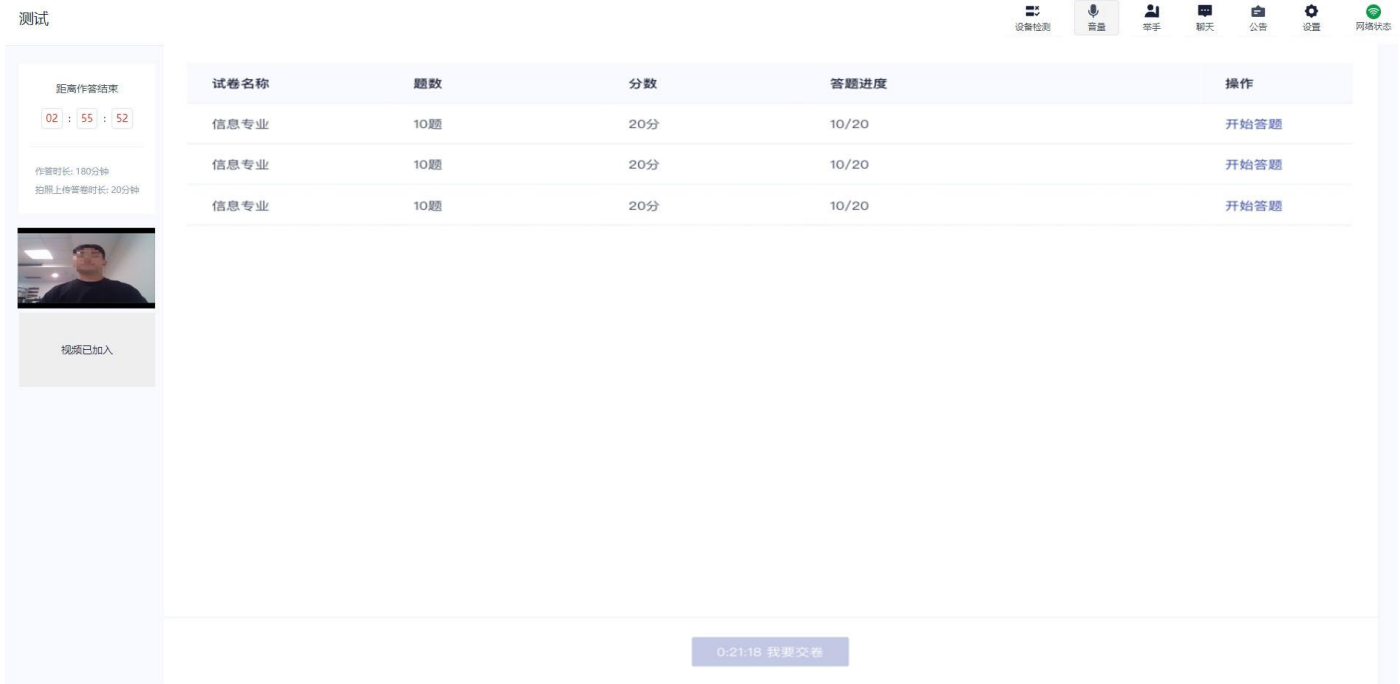 测试
设备检测 音量 举手 聊天 公告 设置 网络状态
距离作答结束
02 : 55 : 52
作答时长: 180分钟
拍照上传答卷时长: 20分钟
视频已加入
试卷名称 题数 分数 答题进度 操作
信息专业 10题 20分 10/20 开始答题
信息专业 10题 20分 10/20 开始答题
信息专业 10题 20分 10/20 开始答题
0:21:18 我要交卷